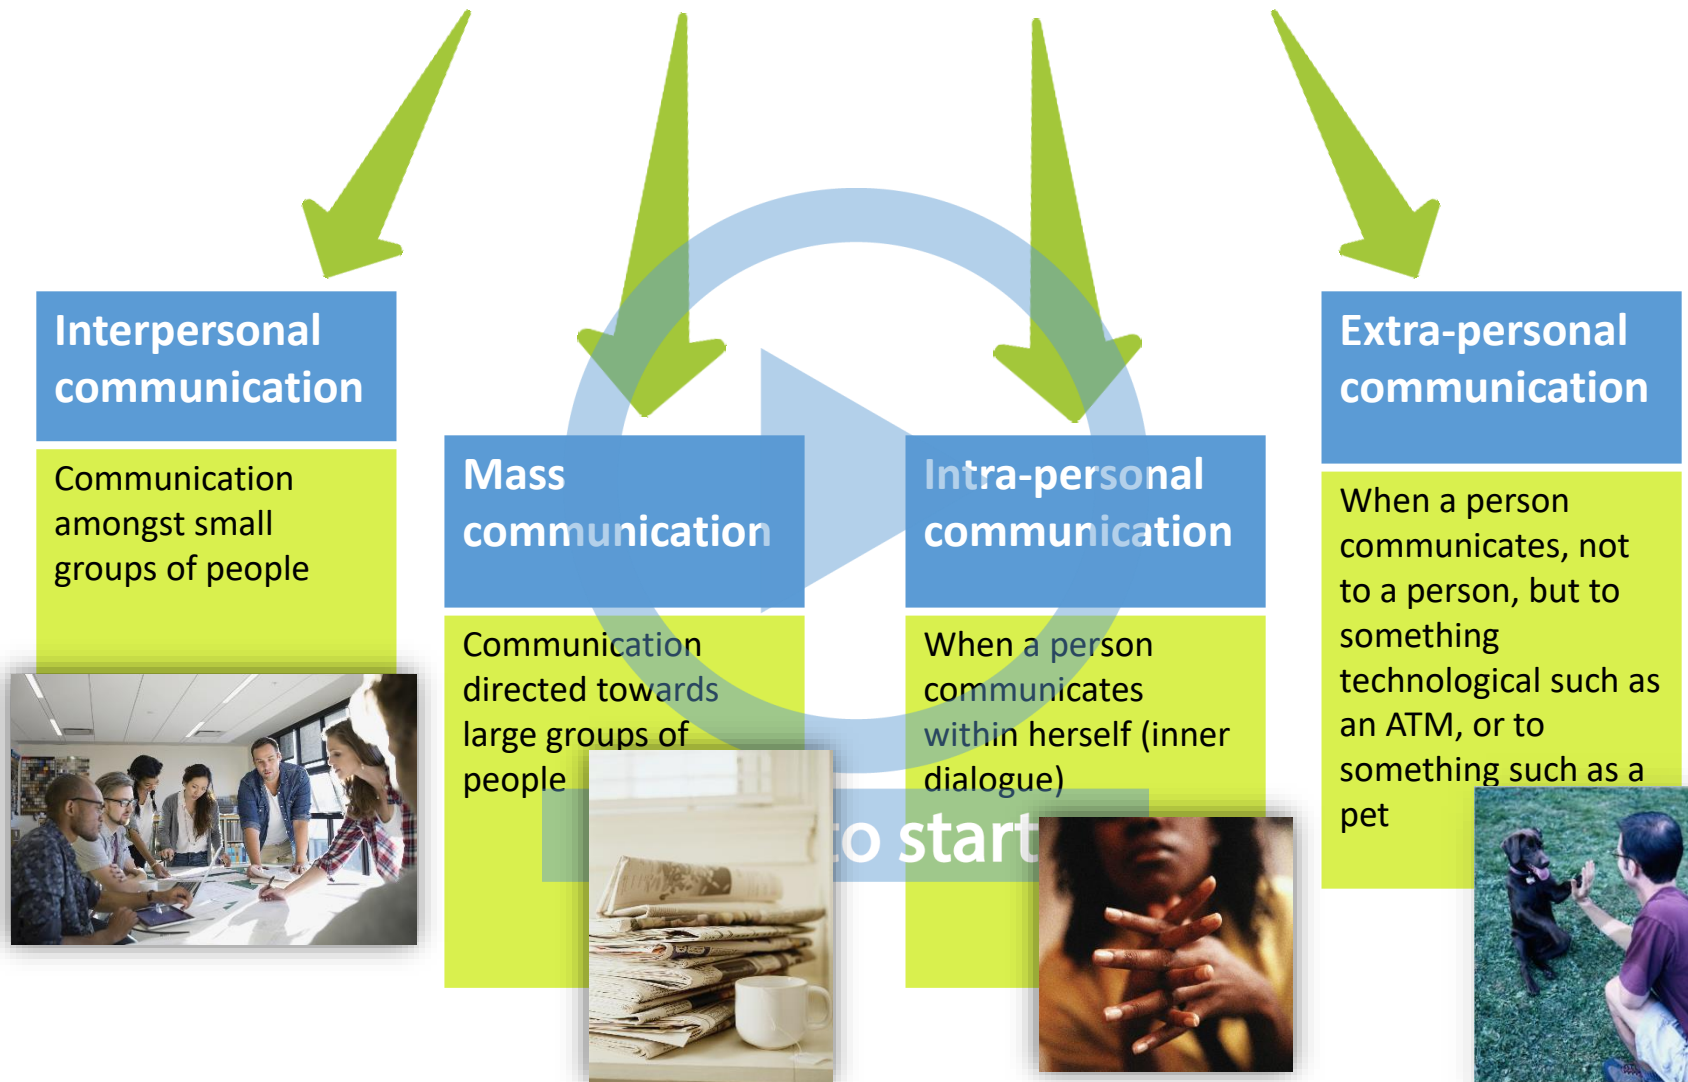 Interpersonal
communication
Communication
amongst small
groups of people
Mass
communication
Communication
directed towards
large groups of
people
Intra-personal
communication
When a person
communicates
within herself (inner
dialogue)
Extra-personal
communication
When a person
communicates, not
to a person, but to
something
technological such as
an ATM, or to
something such as a
pet
to start